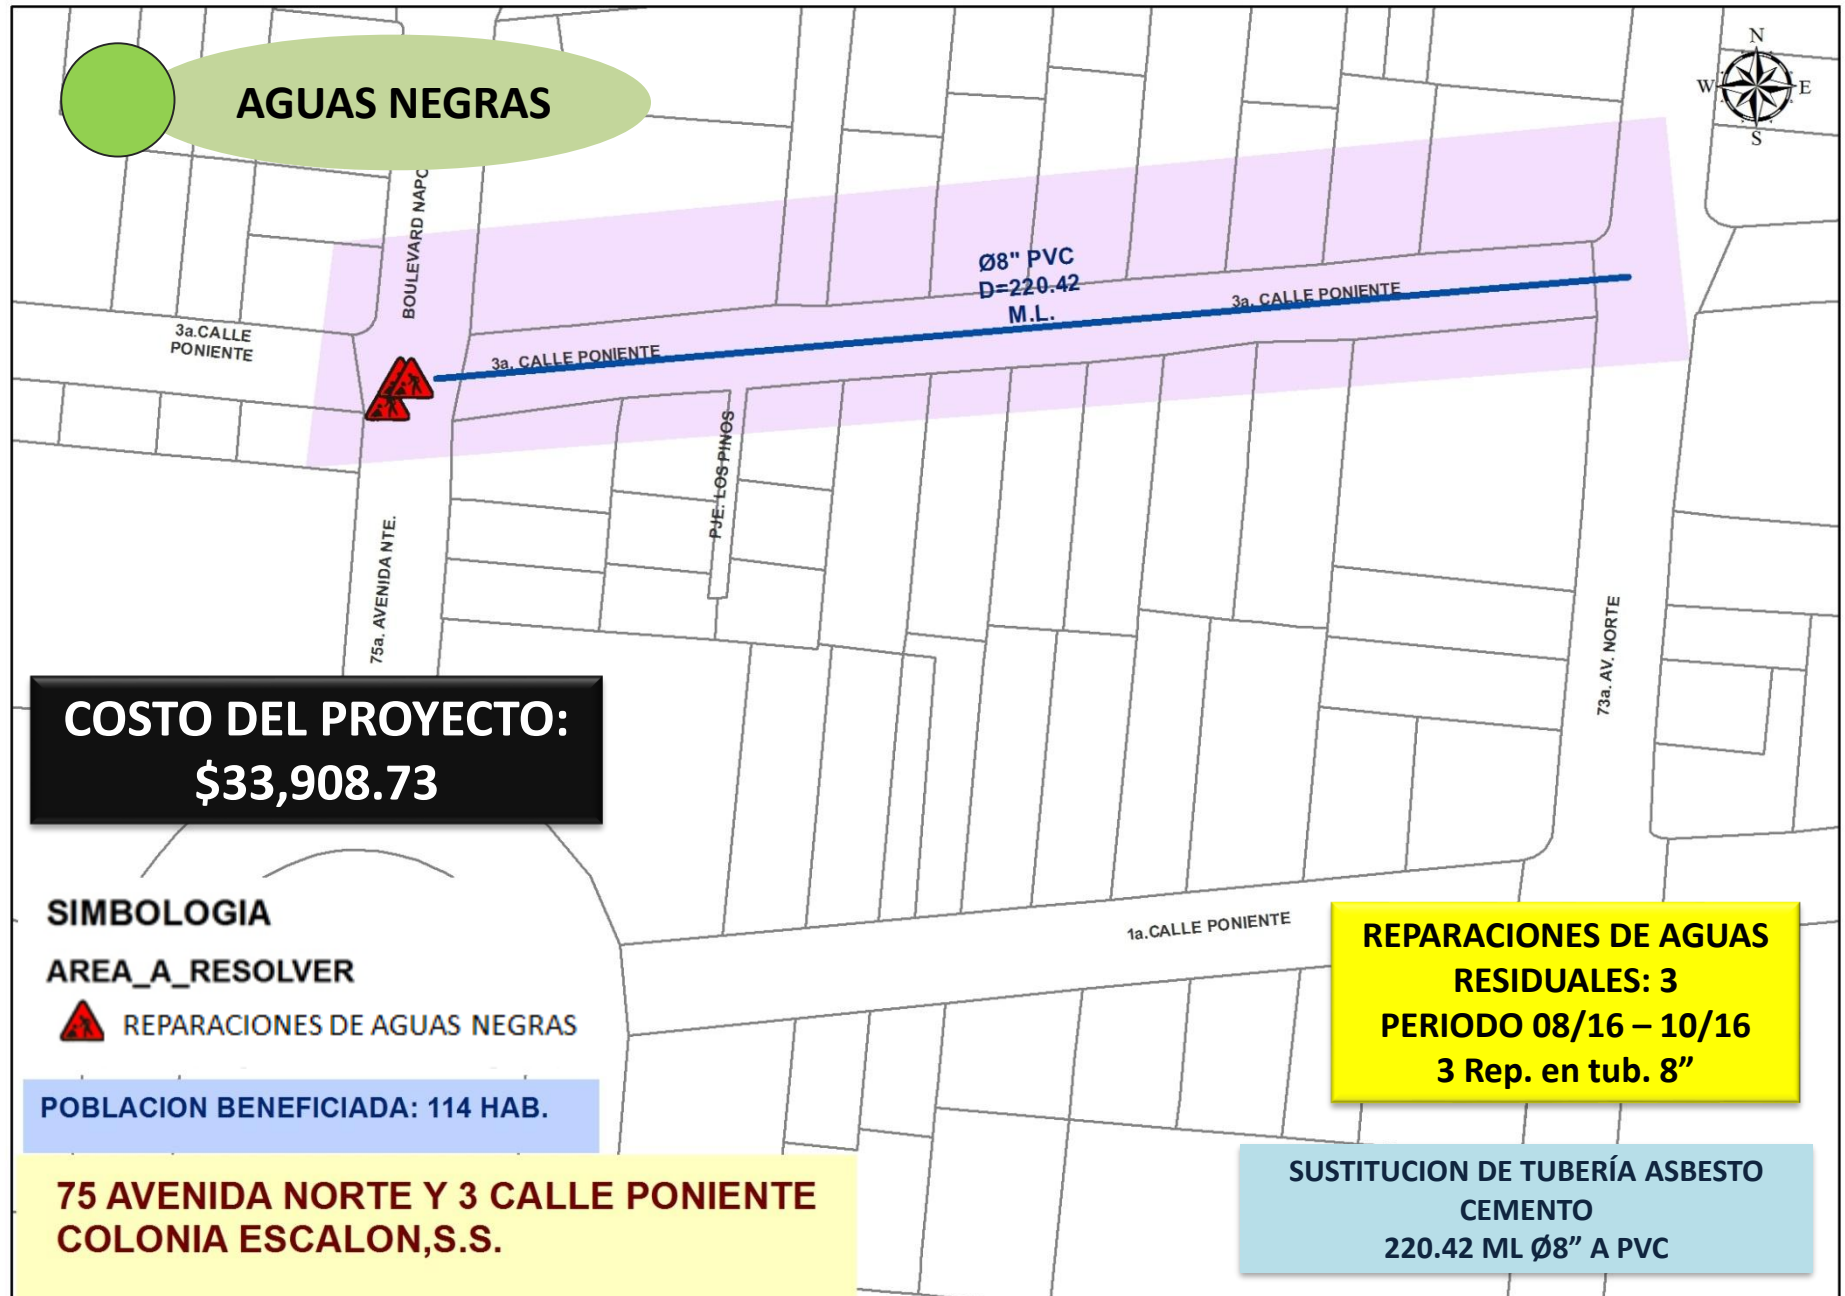 AGUAS NEGRAS
N
W
E
S
BOULEVARD NAPO
Ø8" PVC
D=220.42
M.L.
3a. CALLE PONIENTE
3a.CALLE
PONIENTE
3a. CALLE PONIENTE
PJE. LOS PINOS
75a. AVENIDA NTE.
73a. AV. NORTE
COSTO DEL PROYECTO:
$33,908.73
SIMBOLOGIA
AREA_A_RESOLVER
REPARACIONES DE AGUAS NEGRAS
1a.CALLE PONIENTE
REPARACIONES DE AGUAS
RESIDUALES: 3
PERIODO 08/16 – 10/16
3 Rep. en tub. 8”
POBLACION BENEFICIADA: 114 HAB.
75 AVENIDA NORTE Y 3 CALLE PONIENTE
COLONIA ESCALON,S.S.
SUSTITUCION DE TUBERÍA ASBESTO
CEMENTO
220.42 ML Ø8” A PVC